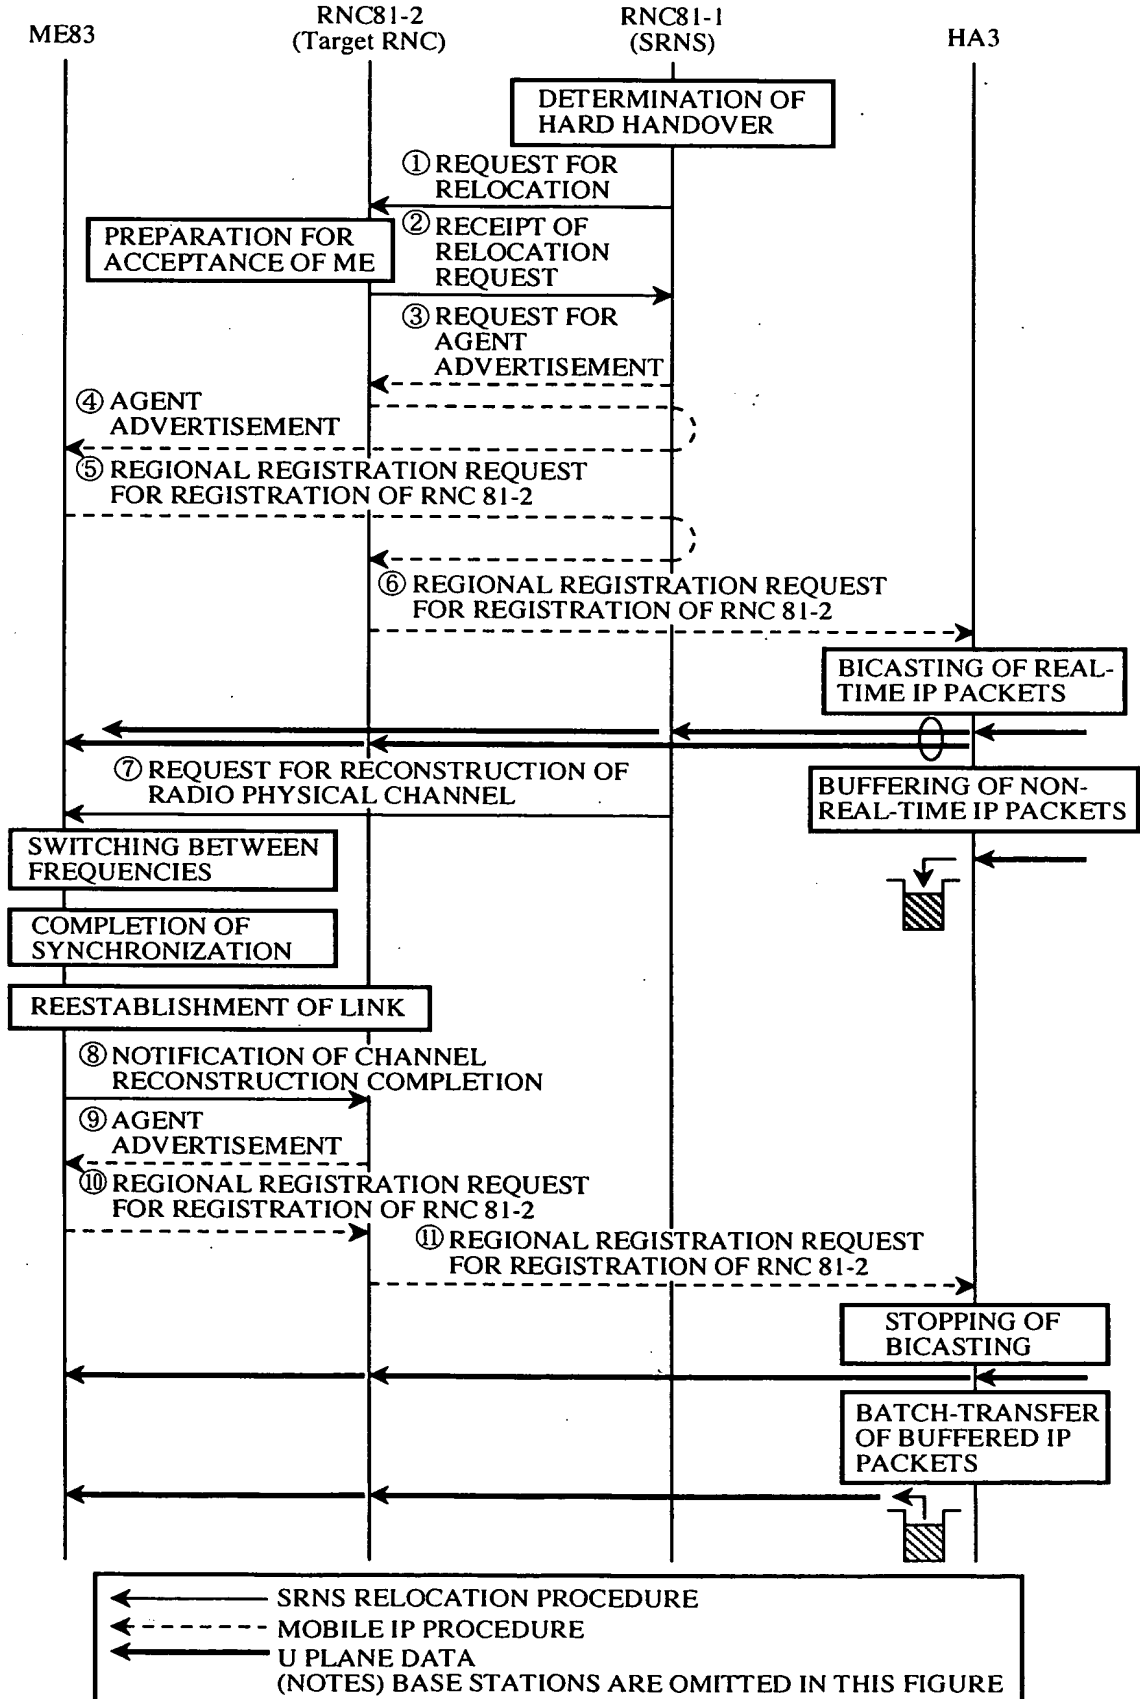 ME83
RNC81-2
(Target RNC)
RNC81-1
(SRNS)
HA3
DETERMINATION OF
HARD HANDOVER
① REQUEST FOR
RELOCATION
PREPARATION FOR
ACCEPTANCE OF ME
② RECEIPT OF
RELOCATION
REQUEST
③ REQUEST FOR
AGENT
ADVERTISEMENT
④ AGENT
ADVERTISEMENT
⑤ REGIONAL REGISTRATION REQUEST
FOR REGISTRATION OF RNC 81-2
⑥ REGIONAL REGISTRATION REQUEST
FOR REGISTRATION OF RNC 81-2
BICASTING OF REAL-
TIME IP PACKETS
⑦ REQUEST FOR RECONSTRUCTION OF
RADIO PHYSICAL CHANNEL
BUFFERING OF NON-
REAL-TIME IP PACKETS
SWITCHING BETWEEN
FREQUENCIES
COMPLETION OF
SYNCHRONIZATION
REESTABLISHMENT OF LINK
⑧ NOTIFICATION OF CHANNEL
RECONSTRUCTION COMPLETION
⑨ AGENT
ADVERTISEMENT
⑩ REGIONAL REGISTRATION REQUEST
FOR REGISTRATION OF RNC 81-2
⑪ REGIONAL REGISTRATION REQUEST
FOR REGISTRATION OF RNC 81-2
STOPPING OF
BICASTING
BATCH-TRANSFER
OF BUFFERED IP
PACKETS
SRNS RELOCATION PROCEDURE
MOBILE IP PROCEDURE
U PLANE DATA
(NOTES) BASE STATIONS ARE OMITTED IN THIS FIGURE